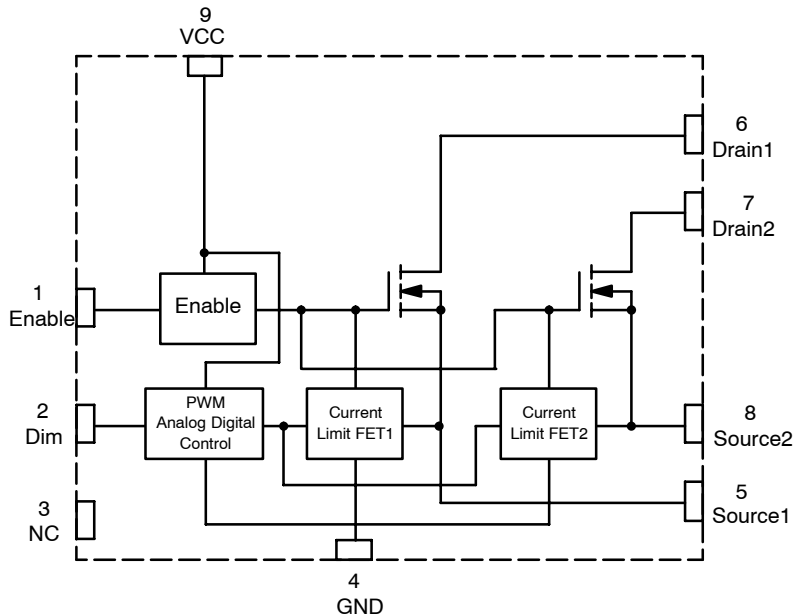 9
VCC
6
Drain1
7
Drain2
1
Enable
Enable
2
Dim
PWM
Analog Digital
Control
Current
Limit FET1
Current
Limit FET2
8
Source2
3
NC
5
Source1
4
GND